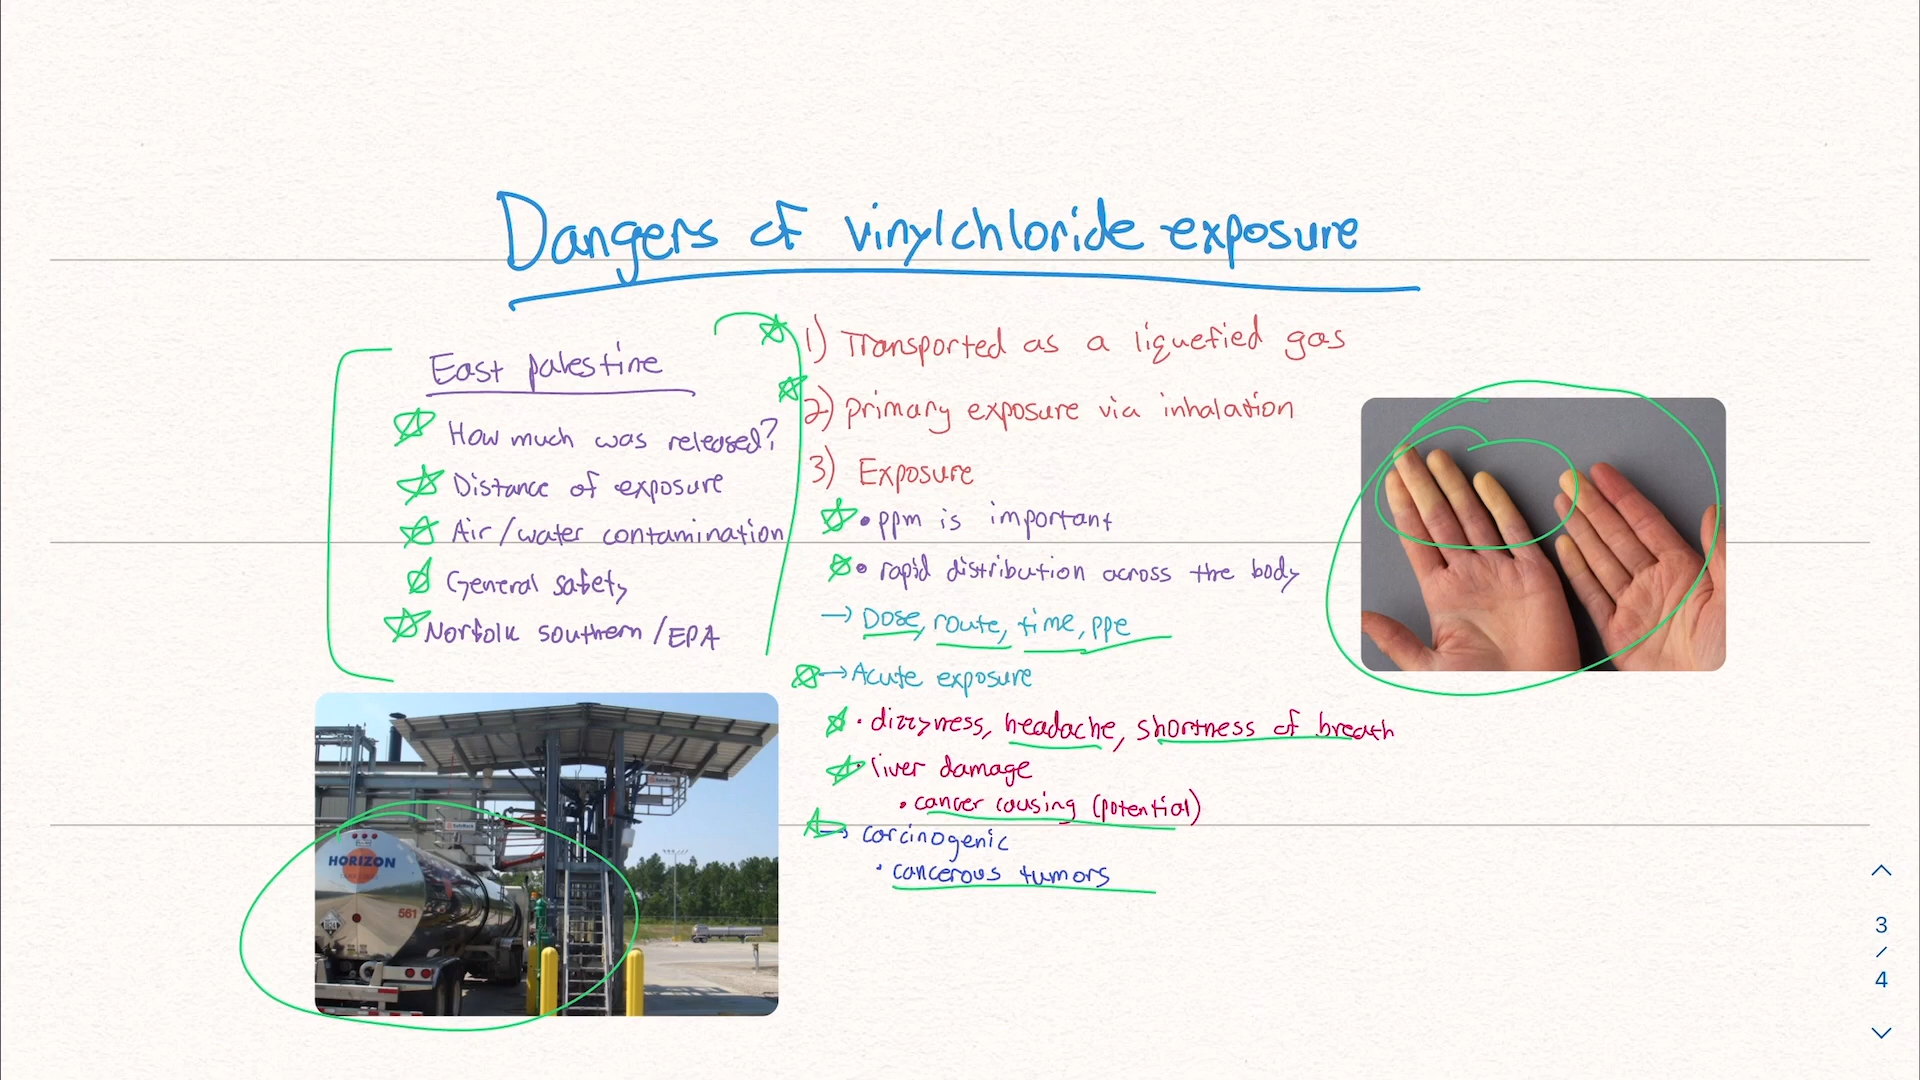 Dangers of vinylchloride exposure
East palestine
How much was released?
Distance of exposure
Air/water contamination
General safety
Norfolk southern/EPA
1) Transported as a liquefied gas
2) primary exposure via inhalation
3) Exposure
• ppm is important
• rapid distribution across the body
→ Dose, route, time, ppe
→ Acute exposure
• dizzyness, headache, shortness of breath
• liver damage
• cancer causing (potential)
→ carcinogenic
• cancerous tumors
HORIZON
561
3
/
4